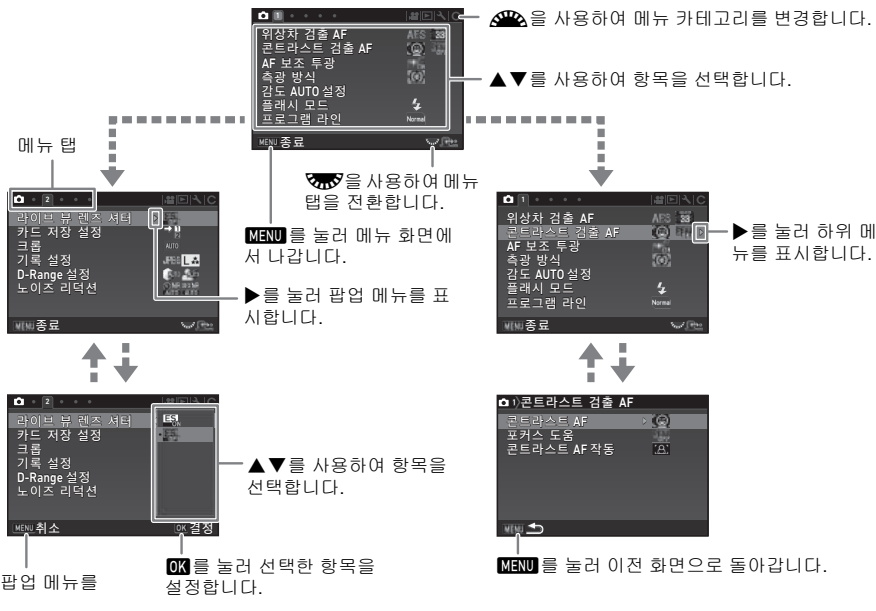 1
C
을 사용하여 메뉴 카테고리를 변경합니다.
위상차 검출 AF
AF.S 33
콘트라스트 검출 AF
AF 보조 투광
측광 방식
감도 AUTO 설정
플래시 모드
프로그램 라인
Normal
MENU 종료
▲▼를 사용하여 항목을 선택합니다.
메뉴 탭
을 사용하여 메뉴
탭을 전환합니다.
MENU 를 눌러 메뉴 화면에
서 나갑니다.
2
C
라이브 뷰 렌즈 셔터
카드 저장 설정
크롭
AUTO
기록 설정
JPEG L
D-Range 설정
노이즈 리덕션
MENU 종료
▶를 눌러 팝업 메뉴를 표
시합니다.
1
C
위상차 검출 AF
AF.S 33
콘트라스트 검출 AF
AF 보조 투광
측광 방식
감도 AUTO 설정
플래시 모드
프로그램 라인
Normal
MENU 종료
▶를 눌러 하위 메
뉴를 표시합니다.
2
C
라이브 뷰 렌즈 셔터
ES ON
카드 저장 설정
크롭
기록 설정
D-Range 설정
노이즈 리덕션
MENU 취소
OK 결정
▲▼를 사용하여 항목을
선택합니다.
팝업 메뉴를
OK 를 눌러 선택한 항목을
설정합니다.
1 콘트라스트 검출 AF
콘트라스트 AF
포커스 도움
콘트라스트 AF 작동
MENU
MENU 를 눌러 이전 화면으로 돌아갑니다.